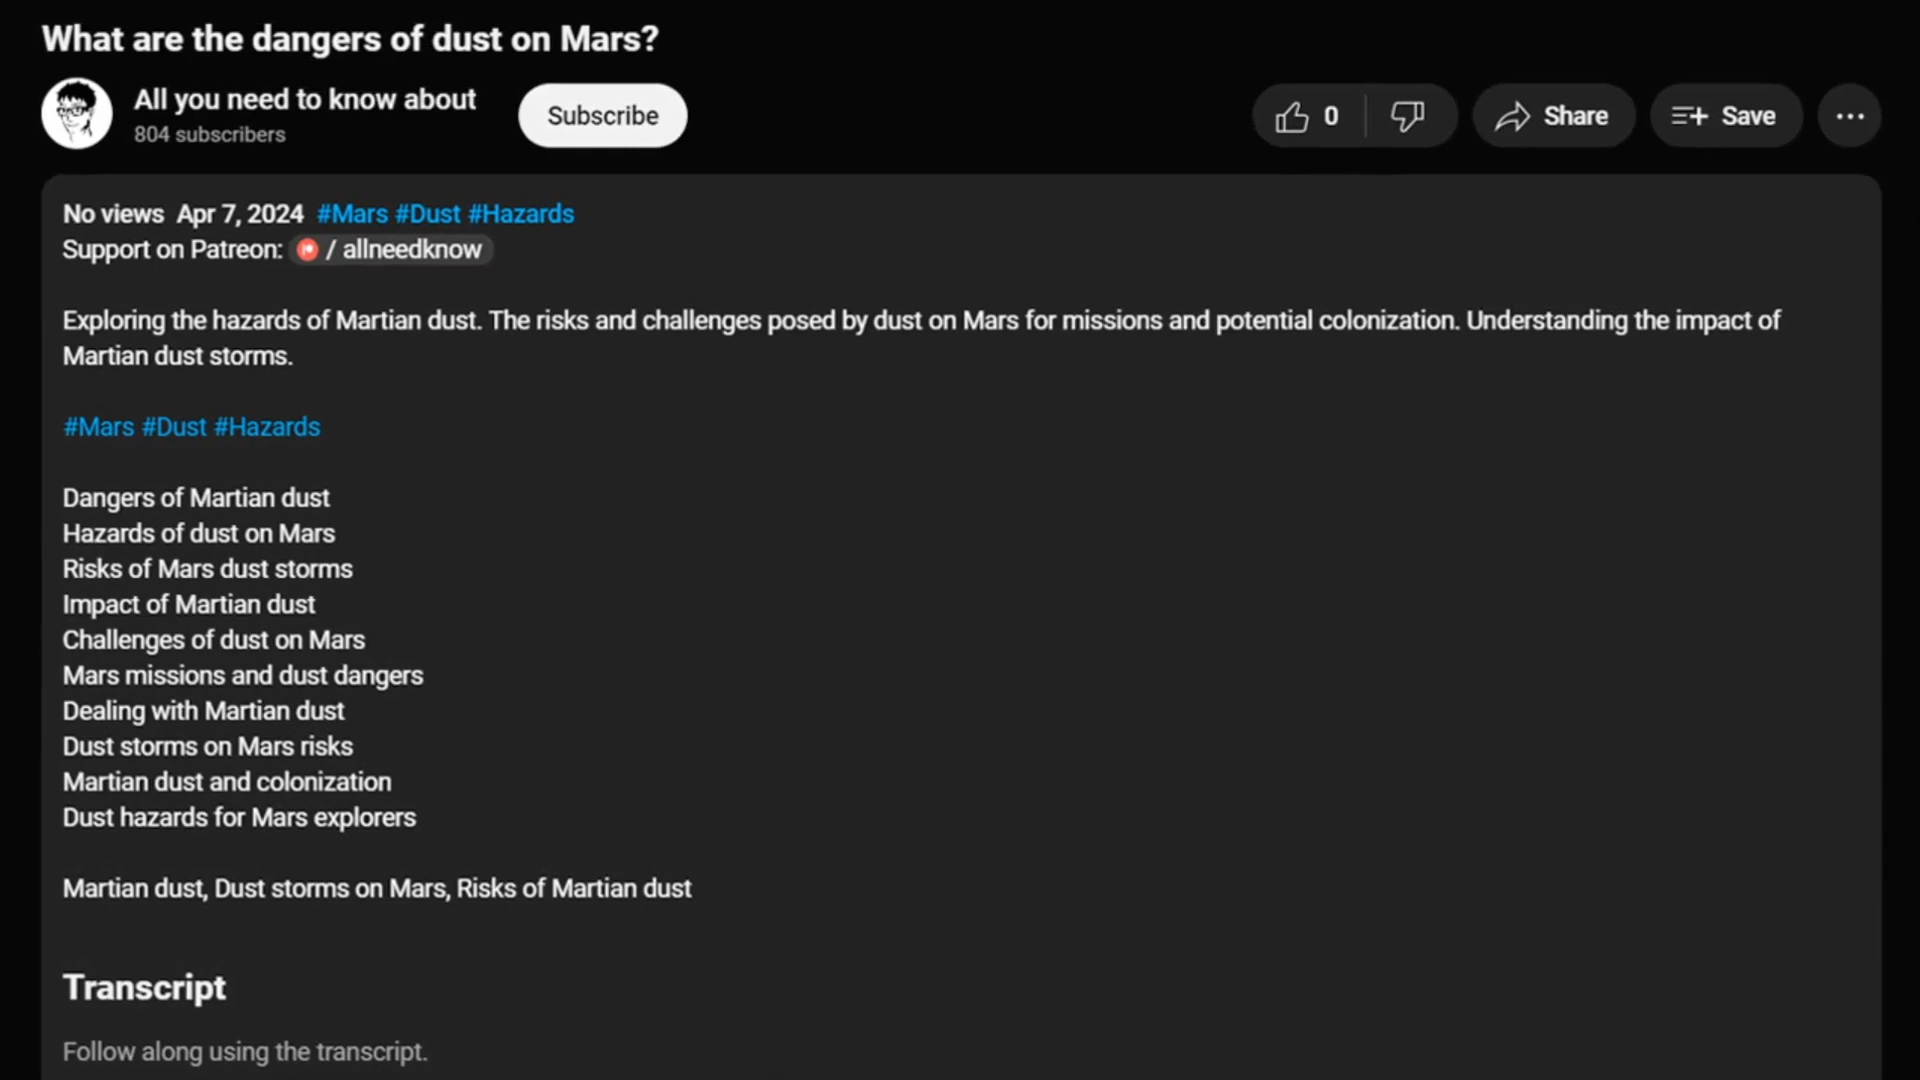 What are the dangers of dust on Mars?
All you need to know about
804 subscribers
Subscribe
0
Share
Save
No views Apr 7, 2024 #Mars #Dust #Hazards
Support on Patreon: / allneedknow
Exploring the hazards of Martian dust. The risks and challenges posed by dust on Mars for missions and potential colonization. Understanding the impact of
Martian dust storms.
#Mars #Dust #Hazards
Dangers of Martian dust
Hazards of dust on Mars
Risks of Mars dust storms
Impact of Martian dust
Challenges of dust on Mars
Mars missions and dust dangers
Dealing with Martian dust
Dust storms on Mars risks
Martian dust and colonization
Dust hazards for Mars explorers
Martian dust, Dust storms on Mars, Risks of Martian dust
Transcript
Follow along using the transcript.